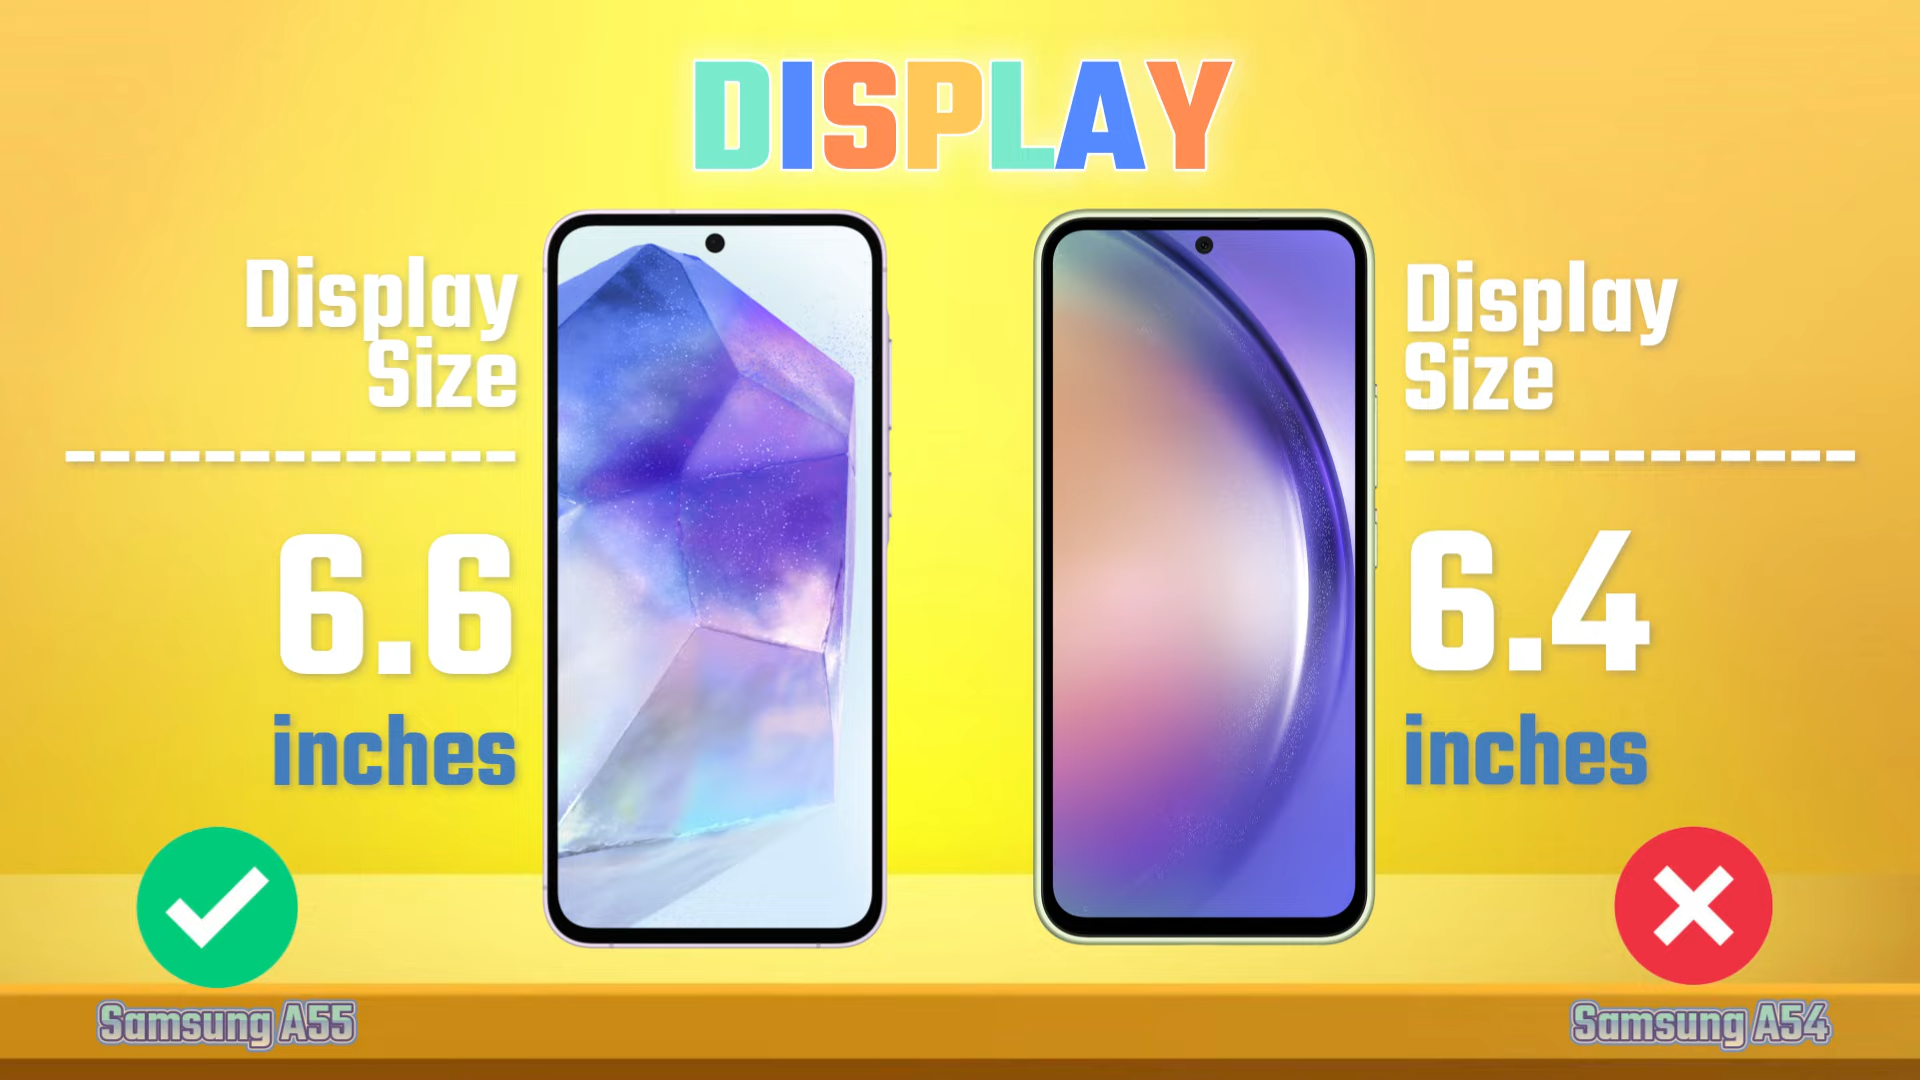 DISPLAY
Display
Size
-------------
6.6
inches
Samsung A55
Display
Size
-------------
6.4
inches
Samsung A54